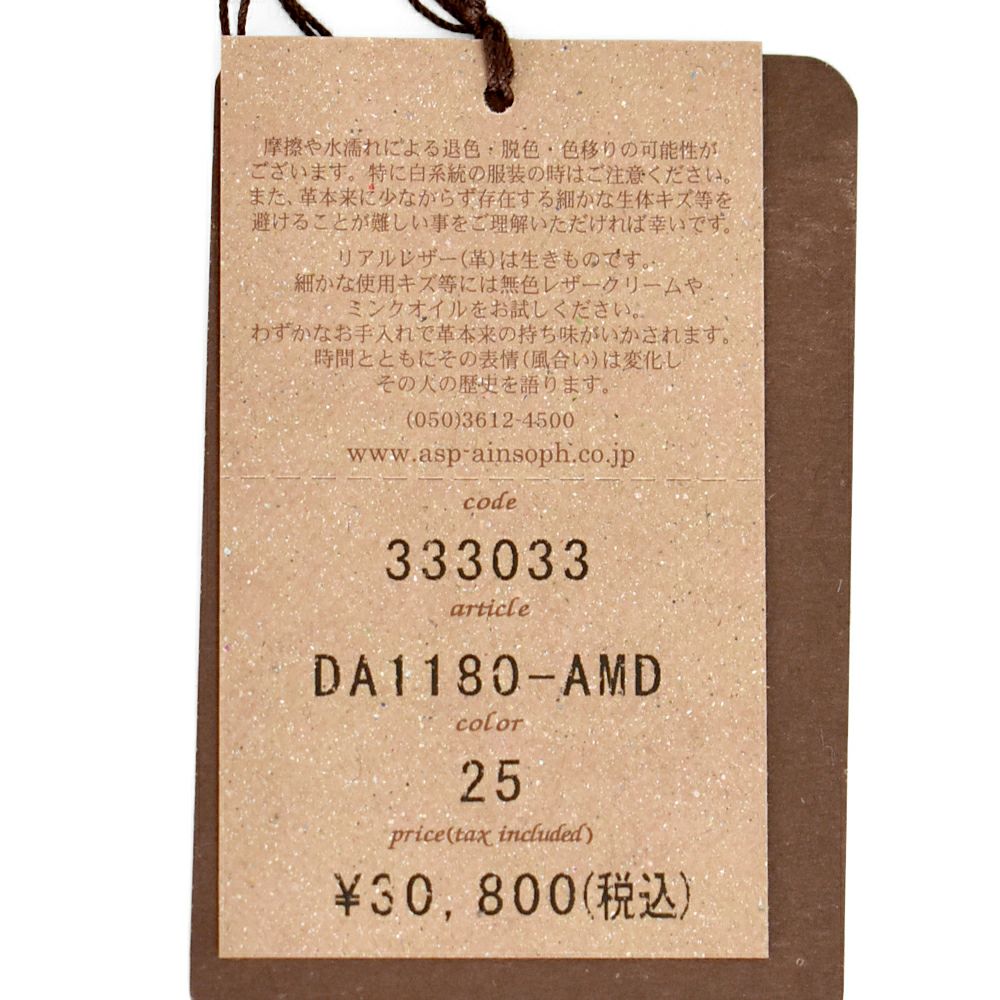 摩擦や水濡れによる退色・脱色・色移りの可能性が
ございます。特に白系統の服装の時はご注意ください。
また、革本来に少なからず存在する細かな生体キズ等を
避けることが難しい事をご理解いただければ幸いです。
リアルレザー(革)は生きものです。
細かな使用キズ等には無色レザークリームや
ミンクオイルをお試しください。
わずかなお手入れで革本来の持ち味がいかされます。
時間とともにその表情(風合い)は変化し
その人の歴史を語ります。
(050)3612-4500
www.asp-ainsoph.co.jp
code
333033
article
DA1180-AMD
color
25
price(tax included)
¥30,800(税込)